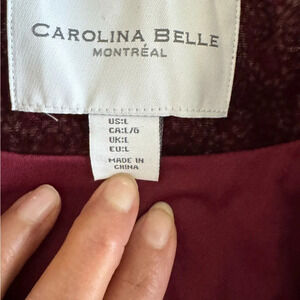 CAROLINA BELLE
MONTRÉAL
US:L
CA:L/G
UK:L
EU:L
MADE IN
CHINA